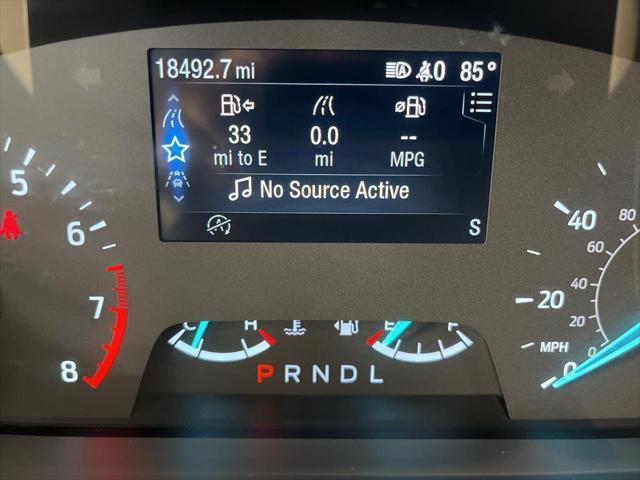 18492.7 mi A 0 85°
33 0.0 --
mi to E mi MPG
No Source Active
A S
5
6
7
8
C H E F
P R N D L
80
60
40
20
0
40
20
MPH
0